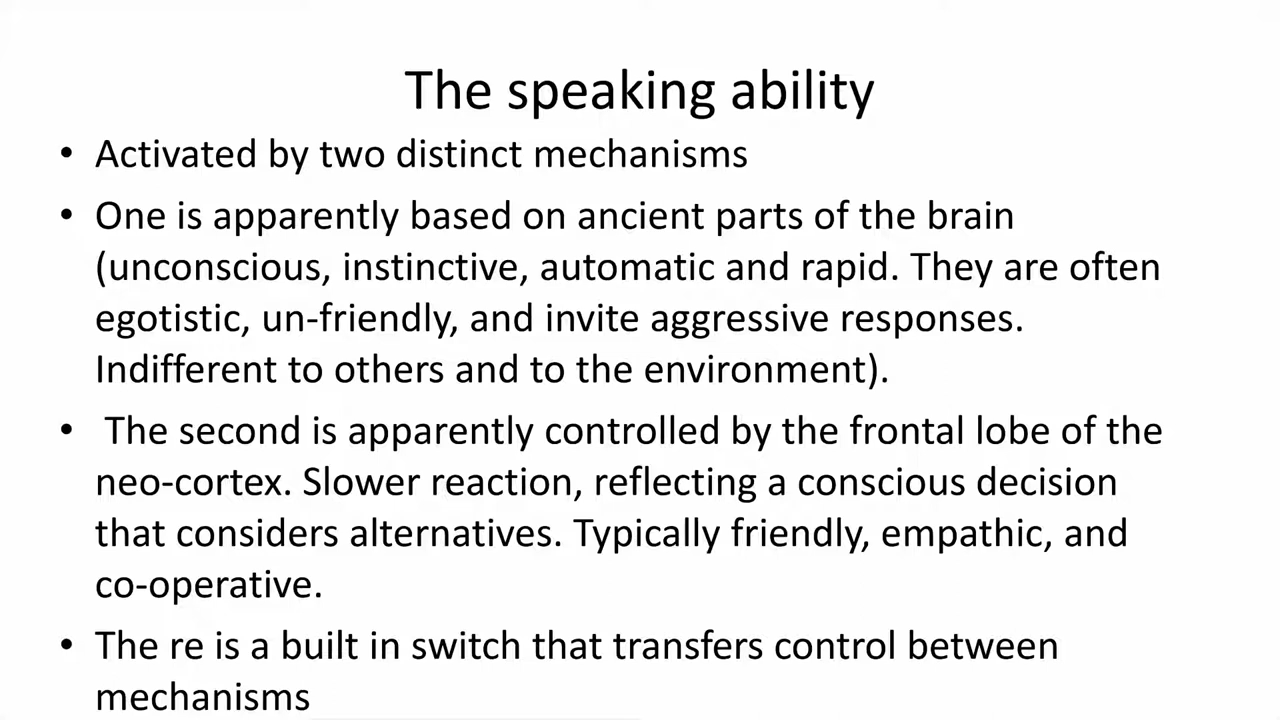 The speaking ability
• Activated by two distinct mechanisms
• One is apparently based on ancient parts of the brain
(unconscious, instinctive, automatic and rapid. They are often
egotistic, un-friendly, and invite aggressive responses.
Indifferent to others and to the environment).
• The second is apparently controlled by the frontal lobe of the
neo-cortex. Slower reaction, reflecting a conscious decision
that considers alternatives. Typically friendly, empathic, and
co-operative.
• The re is a built in switch that transfers control between
mechanisms